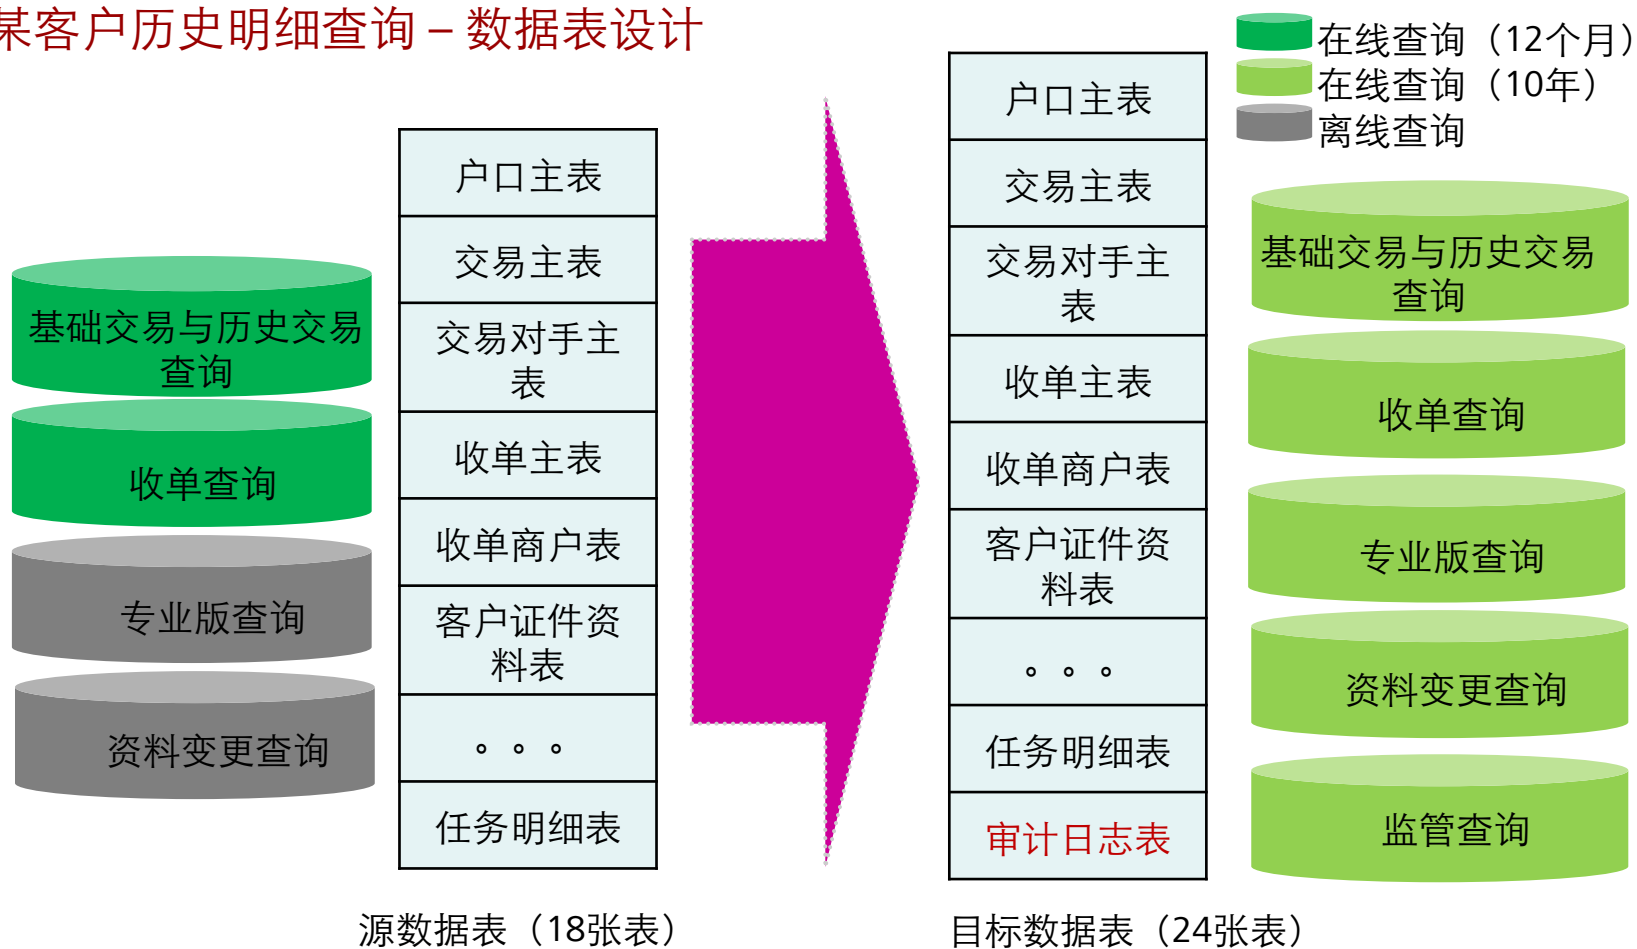 某客户历史明细查询 – 数据表设计
在线查询（12个月）
在线查询（10年）
离线查询
基础交易与历史交易
查询
收单查询
专业版查询
资料变更查询
户口主表
交易主表
交易对手主
表
收单主表
收单商户表
客户证件资
料表
。。。
任务明细表
源数据表（18张表）
户口主表
交易主表
交易对手主
表
收单主表
收单商户表
客户证件资
料表
。。。
任务明细表
审计日志表
目标数据表（24张表）
基础交易与历史交易
查询
收单查询
专业版查询
资料变更查询
监管查询